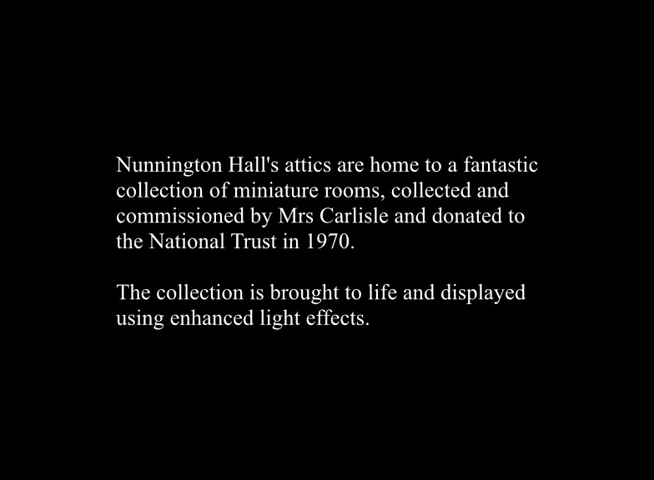 Nunnington Hall's attics are home to a fantastic
collection of miniature rooms, collected and
commissioned by Mrs Carlisle and donated to
the National Trust in 1970.
The collection is brought to life and displayed
using enhanced light effects.